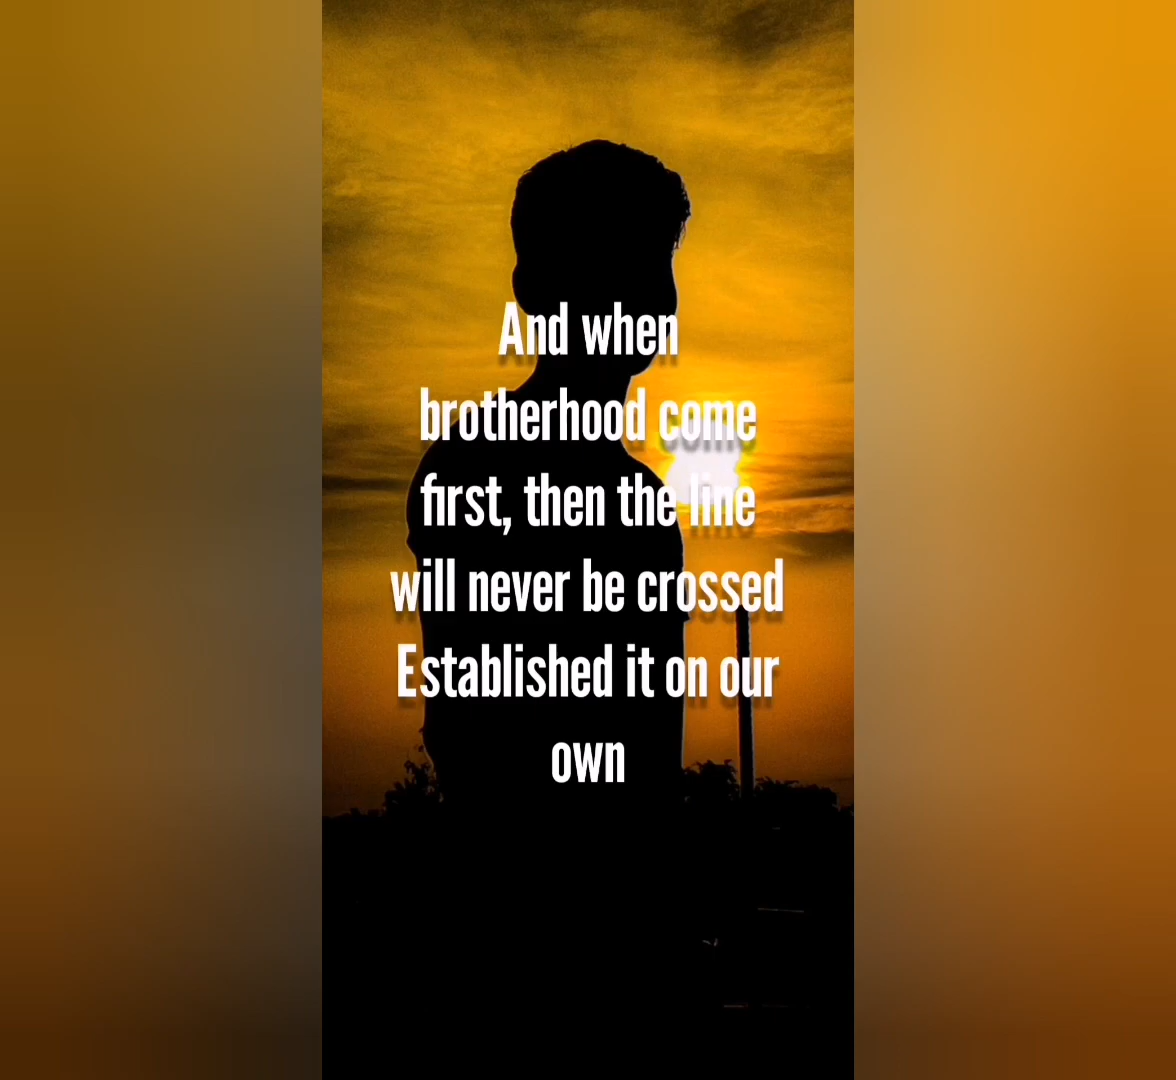 And when
brotherhood come
first, then the line
will never be crossed
Established it on our
own